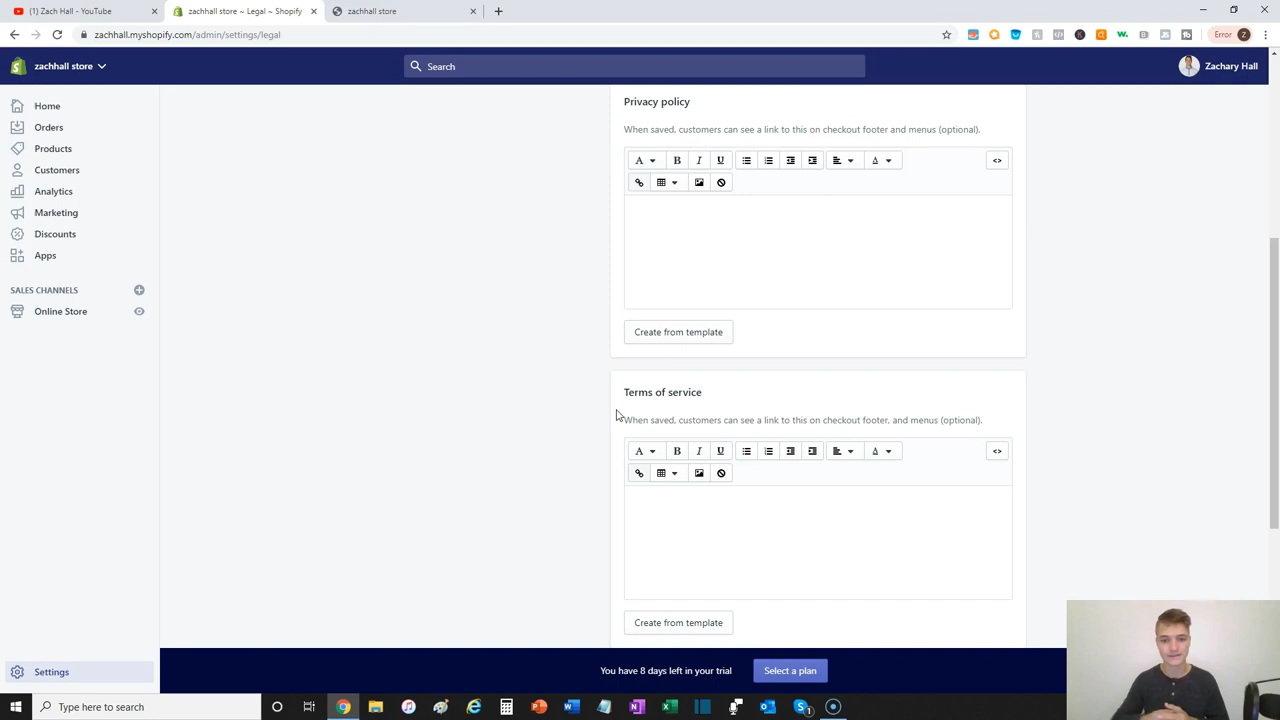 Zach Hall - YouTube
zachhall store ~ Legal ~ Shopify
zachhall store
zachhall.myshopify.com/admin/settings/legal
Error
Z
zachhall store
Search
Zachary Hall
Home
Orders
Products
Customers
Analytics
Marketing
Discounts
Apps
SALES CHANNELS
Online Store
Settings
Privacy policy
When saved, customers can see a link to this on checkout footer and menus (optional).
A B I U A <>
Create from template
Terms of service
When saved, customers can see a link to this on checkout footer, and menus (optional).
A B I U A <>
Create from template
You have 8 days left in your trial
Select a plan
Type here to search